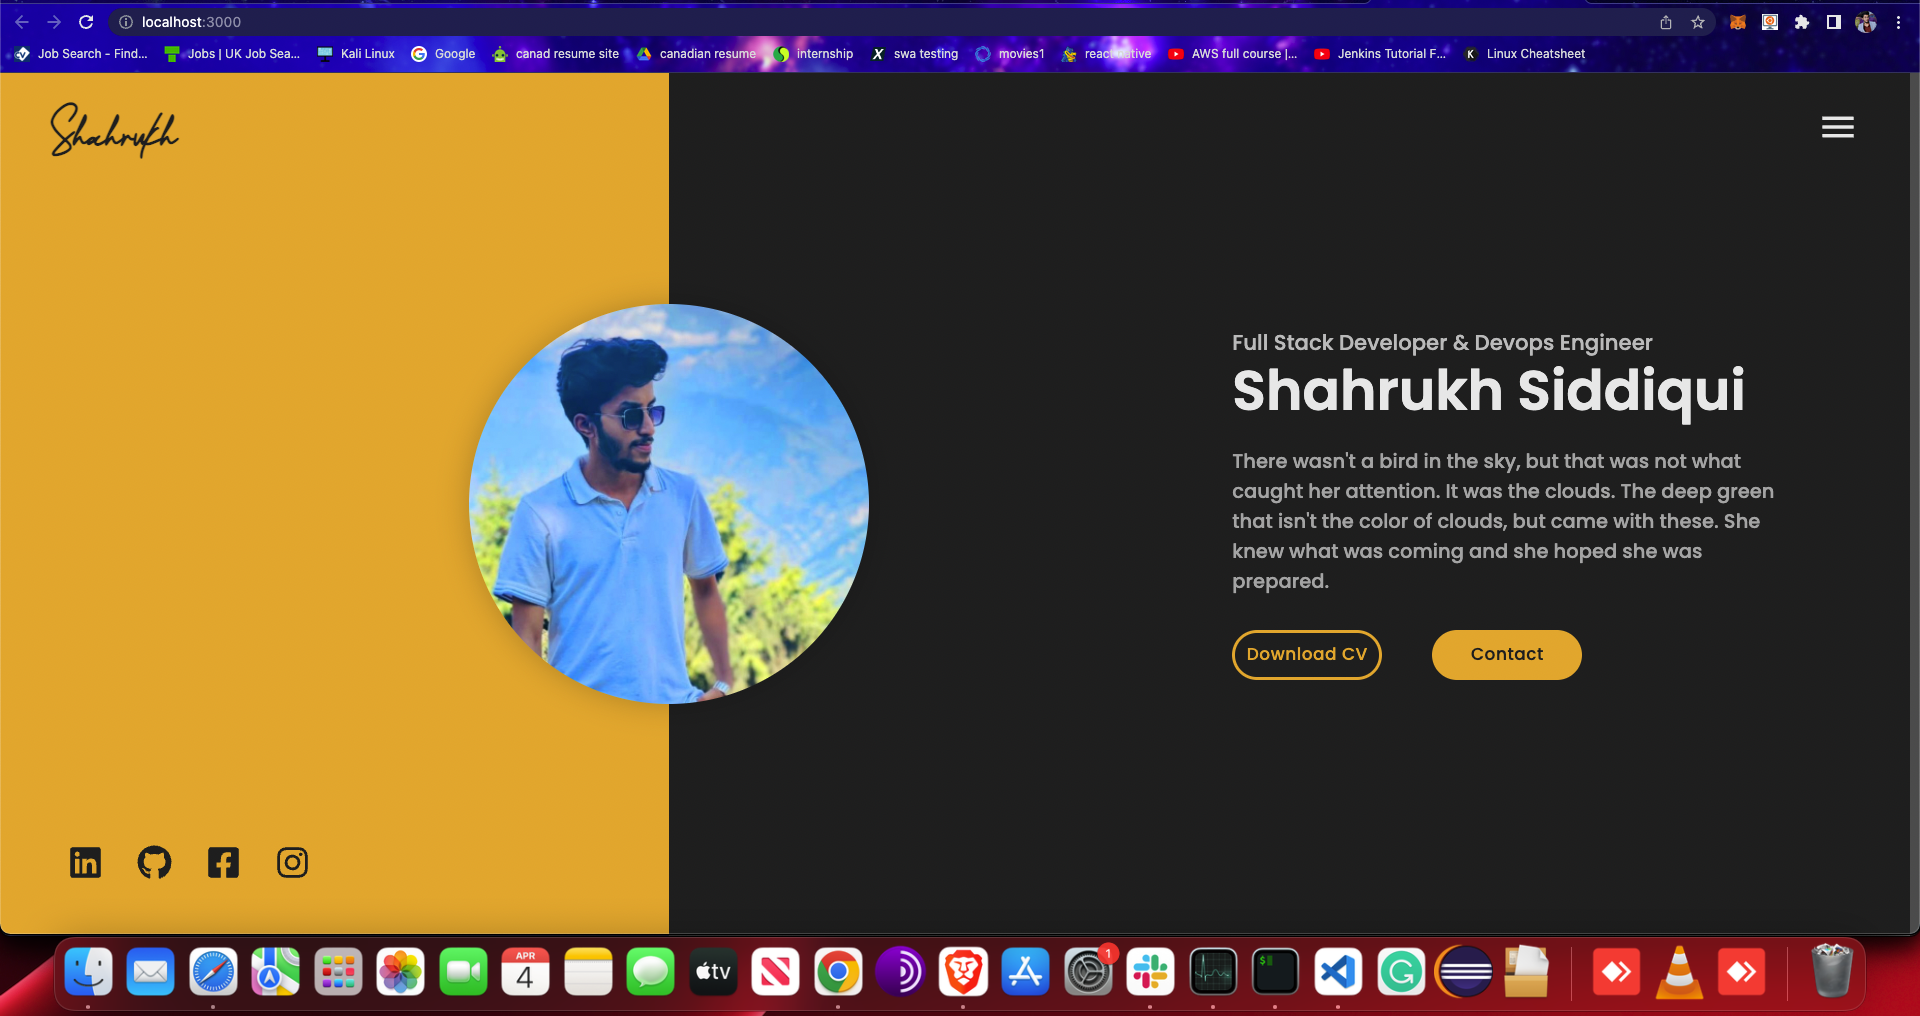 localhost:3000
Job Search - Find...
Jobs | UK Job Sea...
Kali Linux
Google
canad resume site
canadian resume
internship
swa testing
movies1
react native
AWS full course |...
Jenkins Tutorial F...
Linux Cheatsheet
Shahrukh
Full Stack Developer & Devops Engineer
Shahrukh Siddiqui
There wasn't a bird in the sky, but that was not what
caught her attention. It was the clouds. The deep green
that isn't the color of clouds, but came with these. She
knew what was coming and she hoped she was
prepared.
Download CV
Contact
APR
4
tv
1